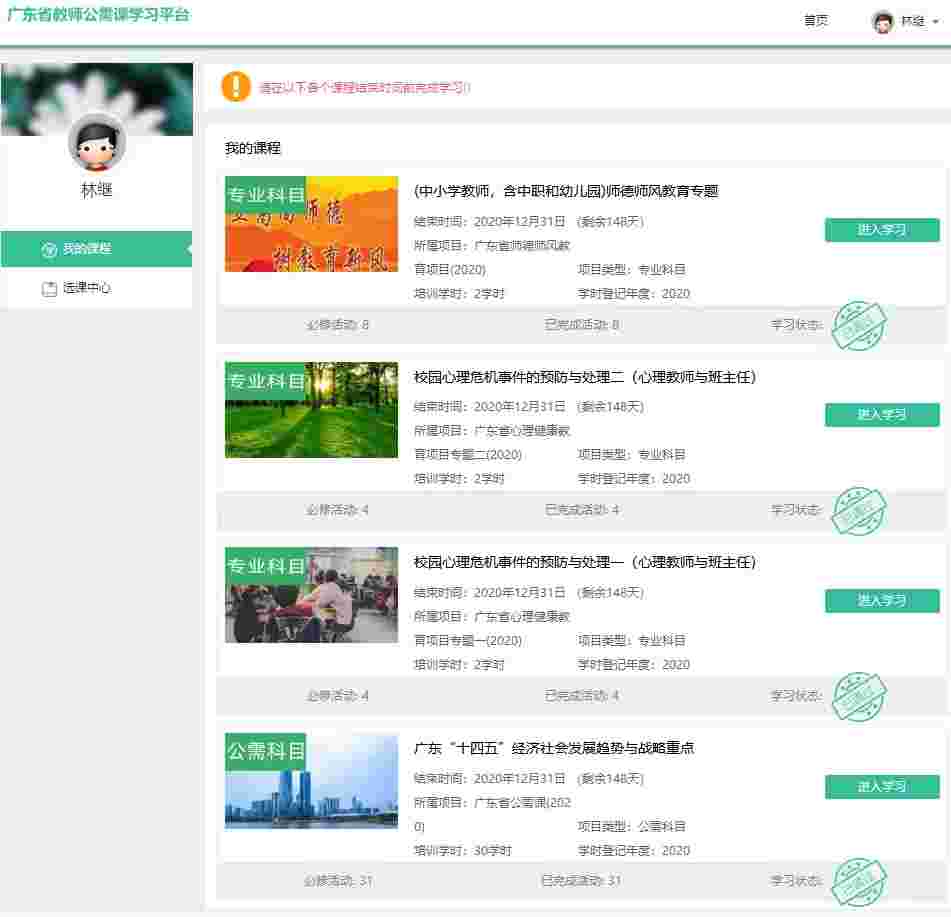 广东省教师公需课学习平台
首页
林继
请在以下各个课程结束时间前完成学习!)
林继
我的课程
选课中心
我的课程
专业科目
树教育新风
(中小学教师，含中职和幼儿园)师德师风教育专题
结束时间：2020年12月31日 (剩余148天)
所属项目：广东省师德师风教
育项目(2020)
项目类型：专业科目
培训学时：2学时
学时登记年度：2020
进入学习
必修活动: 8
已完成活动: 8
学习状态:
已通过
专业科目
校园心理危机事件的预防与处理二（心理教师与班主任）
结束时间：2020年12月31日 (剩余148天)
所属项目：广东省心理健康教
育项目专题二(2020)
项目类型：专业科目
培训学时：2学时
学时登记年度：2020
进入学习
必修活动: 4
已完成活动: 4
学习状态:
已通过
专业科目
校园心理危机事件的预防与处理一（心理教师与班主任）
结束时间：2020年12月31日 (剩余148天)
所属项目：广东省心理健康教
育项目专题一(2020)
项目类型：专业科目
培训学时：2学时
学时登记年度：2020
进入学习
必修活动: 4
已完成活动: 4
学习状态:
已通过
公需科目
广东“十四五”经济社会发展趋势与战略重点
结束时间：2020年12月31日 (剩余148天)
所属项目：广东省公需课(202
0)
项目类型：公需科目
培训学时：30学时
学时登记年度：2020
进入学习
必修活动: 31
已完成活动: 31
学习状态:
已通过